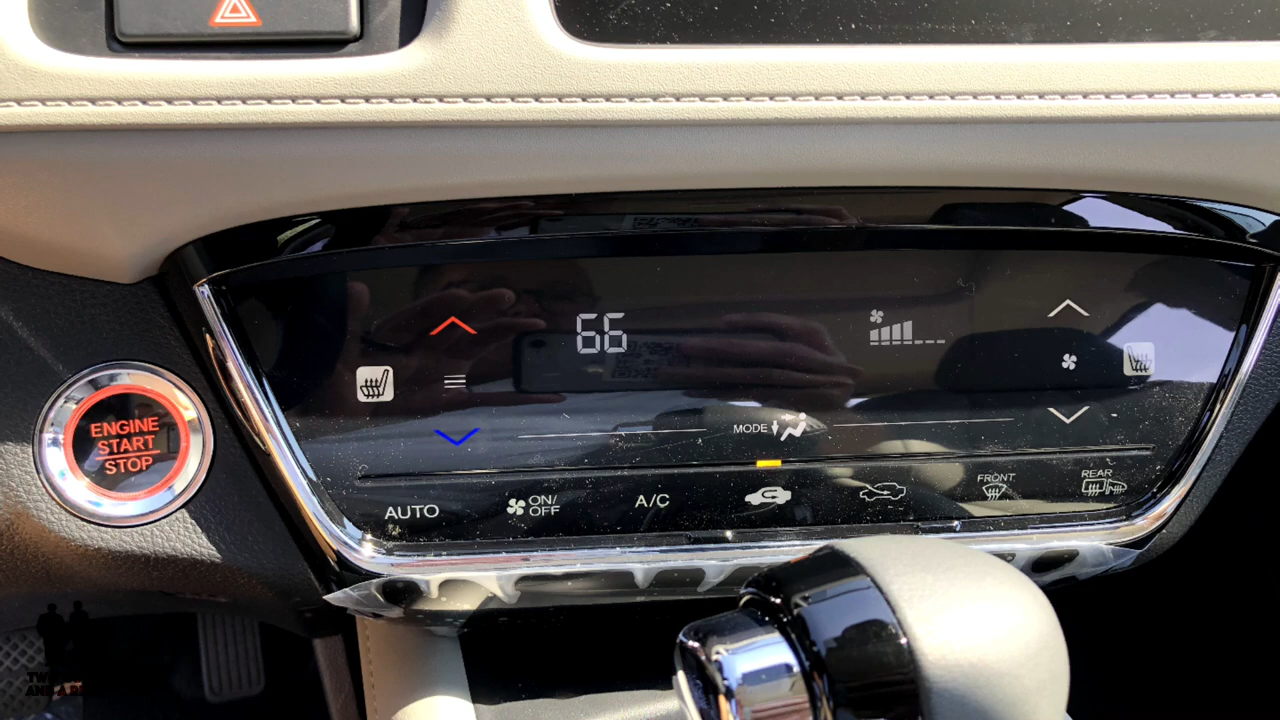 66
MODE
ENGINE
START
STOP
AUTO
ON/
OFF
A/C
FRONT
REAR